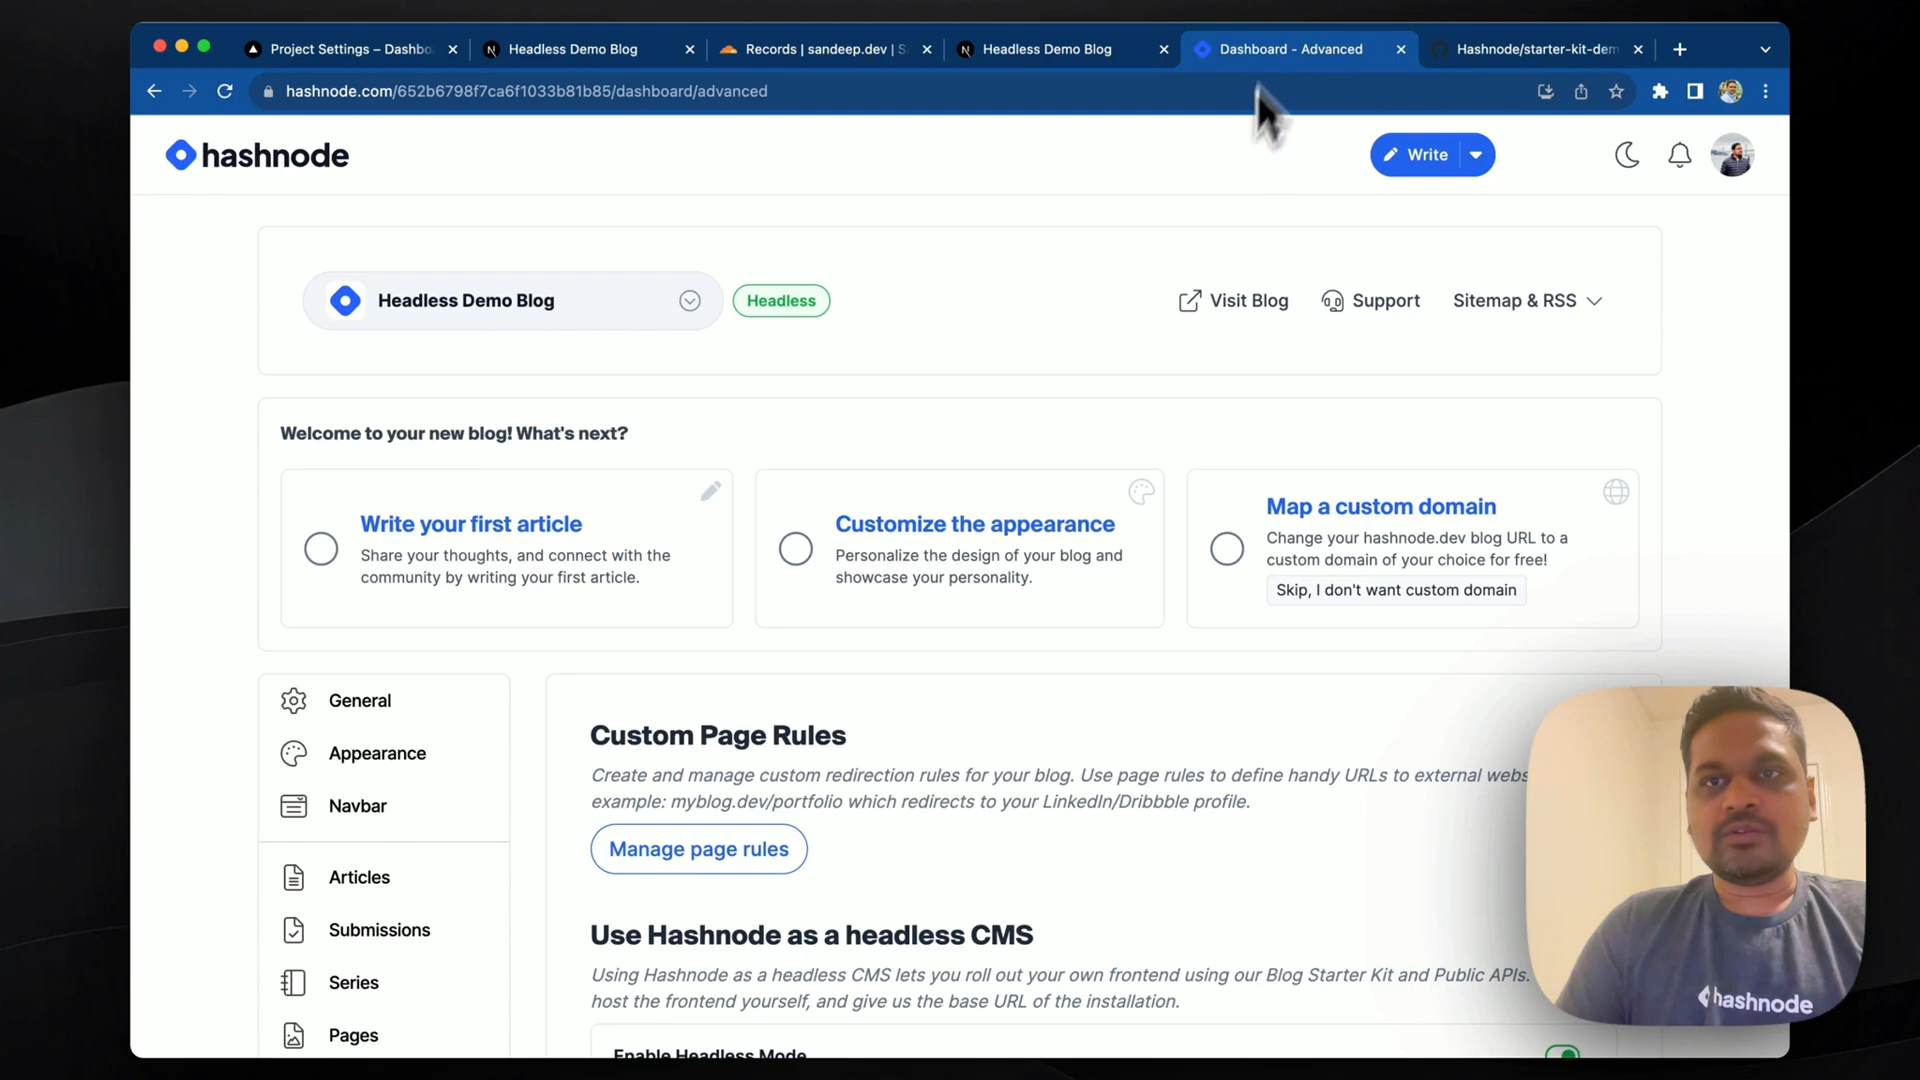 Project Settings – Dashbo
Headless Demo Blog
Records | sandeep.dev | S
Headless Demo Blog
Dashboard - Advanced
Hashnode/starter-kit-dem
hashnode.com/652b6798f7ca6f1033b81b85/dashboard/advanced
hashnode
Write
Headless Demo Blog
Headless
Visit Blog
Support
Sitemap & RSS
Welcome to your new blog! What's next?
Write your first article
Share your thoughts, and connect with the
community by writing your first article.
Customize the appearance
Personalize the design of your blog and
showcase your personality.
Map a custom domain
Change your hashnode.dev blog URL to a
custom domain of your choice for free!
Skip, I don't want custom domain
General
Appearance
Navbar
Articles
Submissions
Series
Pages
Custom Page Rules
Create and manage custom redirection rules for your blog. Use page rules to define handy URLs to external webs
example: myblog.dev/portfolio which redirects to your LinkedIn/Dribbble profile.
Manage page rules
Use Hashnode as a headless CMS
Using Hashnode as a headless CMS lets you roll out your own frontend using our Blog Starter Kit and Public APIs.
host the frontend yourself, and give us the base URL of the installation.
Enable Headless Mode
hashnode